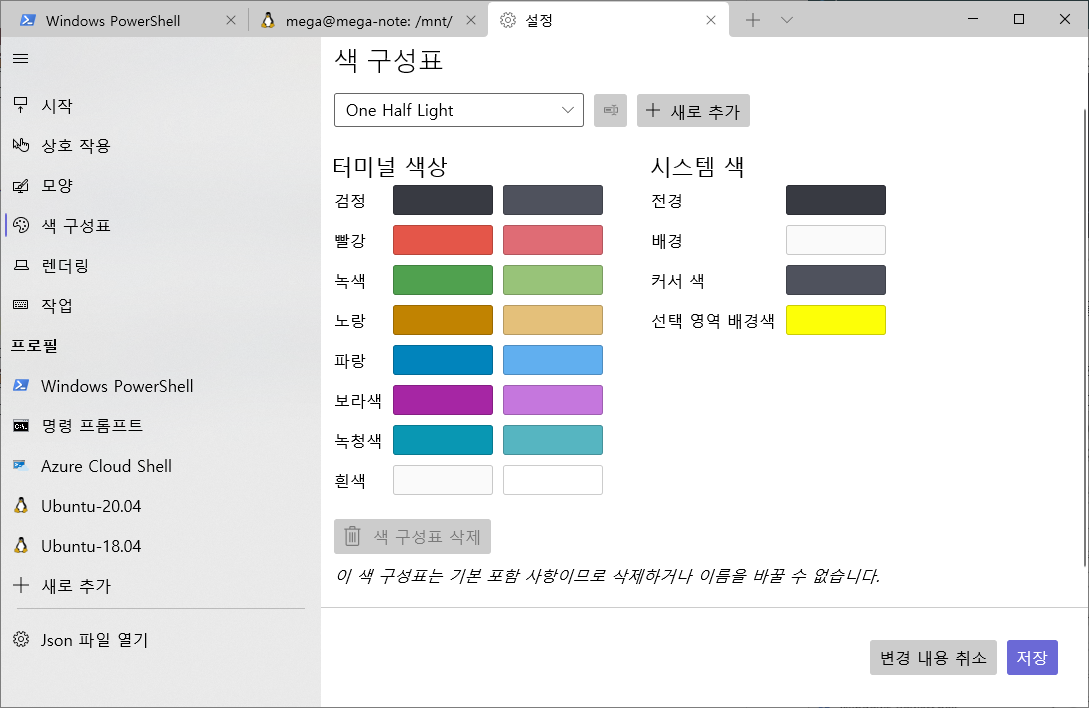 Windows PowerShell
mega@mega-note: /mnt/
설정
색 구성표
One Half Light
새로 추가
시작
상호 작용
모양
색 구성표
렌더링
작업
프로필
Windows PowerShell
명령 프롬프트
Azure Cloud Shell
Ubuntu-20.04
Ubuntu-18.04
새로 추가
Json 파일 열기
터미널 색상
검정
빨강
녹색
노랑
파랑
보라색
녹청색
흰색
시스템 색
전경
배경
커서 색
선택 영역 배경색
색 구성표 삭제
이 색 구성표는 기본 포함 사항이므로 삭제하거나 이름을 바꿀 수 없습니다.
변경 내용 취소
저장